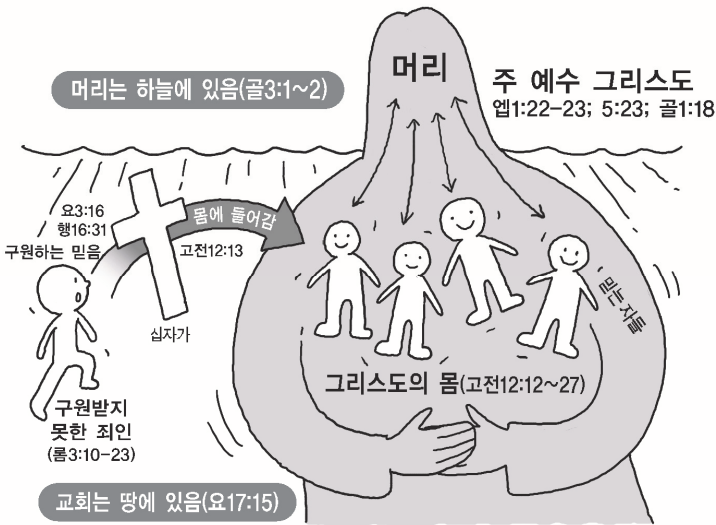 머리
주 예수 그리스도
엡1:22-23; 5:23; 골1:18
머리는 하늘에 있음(골3:1~2)
요3:16
행16:31
구원하는 믿음
몸에 들어감
고전12:13
십자가
믿는 자들
구원받지
못한 죄인
(롬3:10-23)
그리스도의 몸(고전12:12~27)
교회는 땅에 있음(요17:15)